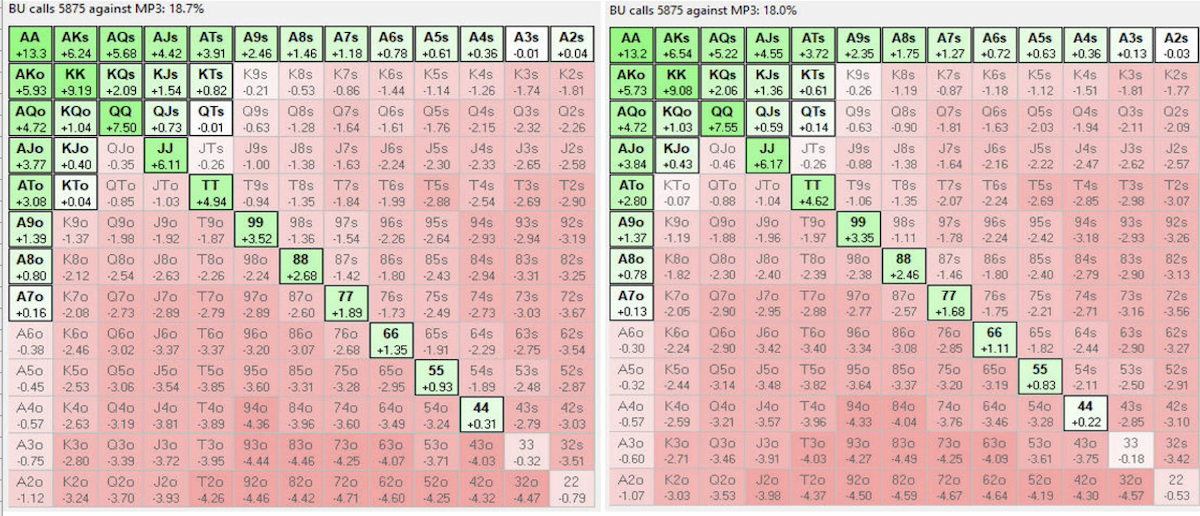 BU calls 5875 against MP3: 18.7%
AA AKs AQs AJs ATs A9s A8s A7s A6s A5s A4s A3s A2s
+13.3 +6.24 +5.68 +4.42 +3.91 +2.46 +1.46 +1.18 +0.78 +0.61 +0.36 -0.01 +0.04
AKo KK KQs KJs KTs K9s K8s K7s K6s K5s K4s K3s K2s
+5.93 +9.19 +2.09 +1.54 +0.82 -0.21 -0.53 -0.86 -1.44 -1.14 -1.26 -1.74 -1.81
AQo KQo QQ QJs QTs Q9s Q8s Q7s Q6s Q5s Q4s Q3s Q2s
+4.72 +1.04 +7.50 +0.73 -0.01 -0.63 -1.28 -1.64 -1.61 -1.76 -2.15 -2.32 -2.26
AJo KJo QJo JJ JTs J9s J8s J7s J6s J5s J4s J3s J2s
+3.77 +0.40 -0.35 +6.11 -0.26 -1.00 -1.38 -1.63 -2.24 -2.30 -2.33 -2.65 -2.58
ATo KTo QTo JTo TT T9s T8s T7s T6s T5s T4s T3s T2s
+3.08 +0.04 -0.85 -1.03 +4.94 -0.94 -1.35 -1.84 -1.99 -2.88 -2.54 -2.69 -2.90
A9o K9o Q9o J9o T9o 99 98s 97s 96s 95s 94s 93s 92s
+1.39 -1.37 -1.98 -1.92 -1.87 +3.52 -1.36 -1.54 -2.26 -2.64 -2.93 -2.94 -3.19
A8o K8o Q8o J8o T8o 98o 88 87s 86s 85s 84s 83s 82s
+0.80 -2.12 -2.54 -2.63 -2.26 -2.24 +2.68 -1.42 -1.80 -2.43 -2.94 -3.31 -3.25
A7o K7o Q7o J7o T7o 97o 87o 77 76s 75s 74s 73s 72s
+0.16 -2.08 -2.73 -2.89 -2.79 -2.89 -2.60 +1.89 -1.73 -2.49 -2.73 -3.03 -3.67
A6o K6o Q6o J6o T6o 96o 86o 76o 66 65s 64s 63s 62s
-0.38 -2.46 -3.02 -3.37 -3.37 -3.20 -3.07 -2.68 +1.35 -1.91 -2.29 -2.75 -3.54
A5o K5o Q5o J5o T5o 95o 85o 75o 65o 55 54s 53s 52s
-0.45 -2.53 -3.06 -3.54 -3.85 -3.60 -3.31 -3.28 -2.95 +0.93 -1.89 -2.48 -2.87
A4o K4o Q4o J4o T4o 94o 84o 74o 64o 54o 44 43s 42s
-0.57 -2.63 -3.19 -3.81 -3.89 -4.36 -3.96 -3.60 -3.49 -3.24 +0.31 -2.79 -3.03
A3o K3o Q3o J3o T3o 93o 83o 73o 63o 53o 43o 33 32s
-0.75 -2.80 -3.39 -3.72 -3.95 -4.44 -4.46 -4.25 -4.07 -3.71 -4.03 -0.32 -3.51
A2o K2o Q2o J2o T2o 92o 82o 72o 62o 52o 42o 32o 22
-1.12 -3.24 -3.70 -3.93 -4.26 -4.46 -4.42 -4.71 -4.60 -4.25 -4.32 -4.47 -0.79
BU calls 5875 against MP3: 18.0%
AA AKs AQs AJs ATs A9s A8s A7s A6s A5s A4s A3s A2s
+13.2 +6.54 +5.22 +4.55 +3.72 +2.35 +1.75 +1.27 +0.72 +0.63 +0.36 +0.13 -0.03
AKo KK KQs KJs KTs K9s K8s K7s K6s K5s K4s K3s K2s
+5.73 +9.08 +2.06 +1.36 +0.61 -0.26 -1.19 -0.87 -1.18 -1.12 -1.51 -1.81 -1.77
AQo KQo QQ QJs QTs Q9s Q8s Q7s Q6s Q5s Q4s Q3s Q2s
+4.72 +1.03 +7.55 +0.59 +0.14 -0.63 -0.90 -1.81 -1.63 -2.03 -1.94 -2.11 -2.09
AJo KJo QJo JJ JTs J9s J8s J7s J6s J5s J4s J3s J2s
+3.84 +0.43 -0.46 +6.17 -0.26 -0.88 -1.38 -1.64 -2.16 -2.22 -2.47 -2.62 -2.57
ATo KTo QTo JTo TT T9s T8s T7s T6s T5s T4s T3s T2s
+2.80 -0.07 -0.88 -1.04 +4.62 -1.06 -1.35 -2.07 -2.24 -2.69 -2.85 -2.98 -3.07
A9o K9o Q9o J9o T9o 99 98s 97s 96s 95s 94s 93s 92s
+1.37 -1.19 -1.88 -1.96 -1.97 +3.35 -1.11 -1.78 -2.24 -2.42 -3.18 -2.93 -3.26
A8o K8o Q8o J8o T8o 98o 88 87s 86s 85s 84s 83s 82s
+0.78 -1.82 -2.30 -2.40 -2.39 -2.38 +2.46 -1.46 -1.80 -2.40 -2.79 -2.90 -3.13
A7o K7o Q7o J7o T7o 97o 87o 77 76s 75s 74s 73s 72s
+0.13 -2.05 -2.90 -2.95 -2.88 -2.77 -2.57 +1.68 -1.75 -2.21 -2.71 -3.16 -3.56
A6o K6o Q6o J6o T6o 96o 86o 76o 66 65s 64s 63s 62s
-0.30 -2.24 -2.90 -3.42 -3.40 -3.34 -3.08 -2.85 +1.11 -1.82 -2.44 -2.90 -3.27
A5o K5o Q5o J5o T5o 95o 85o 75o 65o 55 54s 53s 52s
-0.32 -2.44 -3.14 -3.48 -3.82 -3.64 -3.37 -3.20 -3.19 +0.83 -2.11 -2.50 -2.91
A4o K4o Q4o J4o T4o 94o 84o 74o 64o 54o 44 43s 42s
-0.57 -2.59 -3.21 -3.57 -3.96 -4.33 -4.04 -3.76 -3.46 -3.28 +0.22 -2.85 -3.10
A3o K3o Q3o J3o T3o 93o 83o 73o 63o 53o 43o 33 32s
-0.60 -2.71 -3.46 -3.91 -4.03 -4.27 -4.49 -4.25 -4.09 -3.61 -3.75 -0.18 -3.42
A2o K2o Q2o J2o T2o 92o 82o 72o 62o 52o 42o 32o 22
-1.07 -3.03 -3.53 -3.98 -4.37 -4.50 -4.59 -4.67 -4.64 -4.19 -4.30 -4.57 -0.53